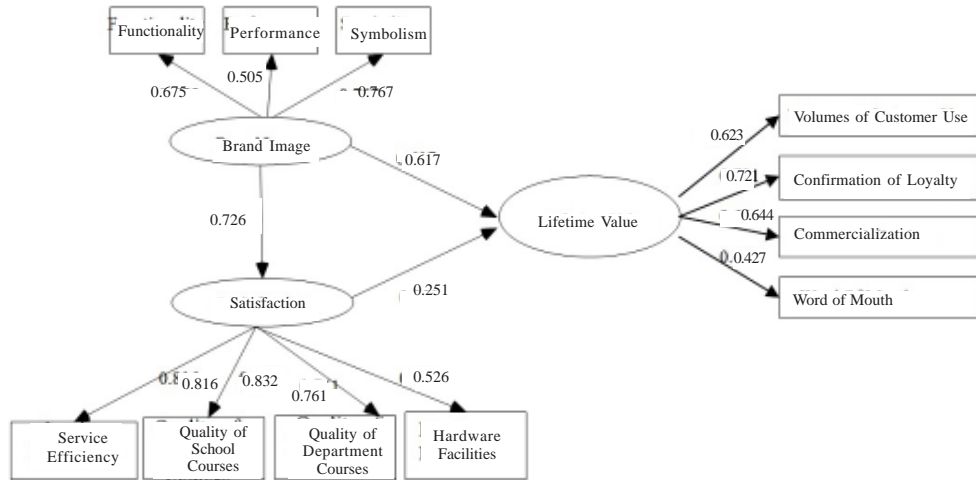 Functionality
Performance
Symbolism
0.675
0.505
0.767
Brand Image
0.617
0.726
Lifetime Value
0.623
0.721
0.644
0.427
Volumes of Customer Use
Confirmation of Loyalty
Commercialization
Word of Mouth
Satisfaction
0.251
0.816
0.832
0.761
0.526
Service
Efficiency
Quality of
School
Courses
Quality of
Department
Courses
Hardware
Facilities